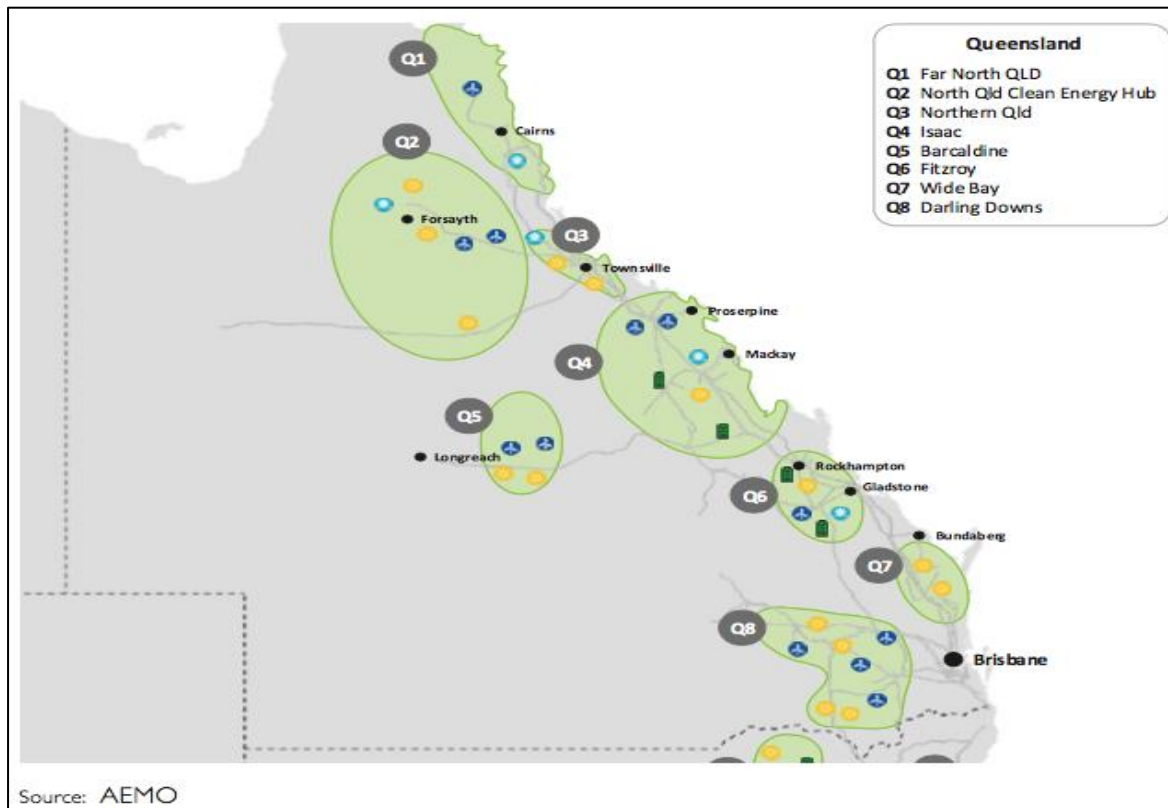 Queensland
Q1 Far North QLD
Q2 North Qld Clean Energy Hub
Q3 Northern Qld
Q4 Isaac
Q5 Barcaldine
Q6 Fitzroy
Q7 Wide Bay
Q8 Darling Downs
Q1
Cairns
Q2
Forsayth
Q3
Townsville
Proserpine
Q4
Mackay
Q5
Longreach
Rockhampton
Q6
Gladstone
Bundaberg
Q7
Q8
Brisbane
Source: AEMO